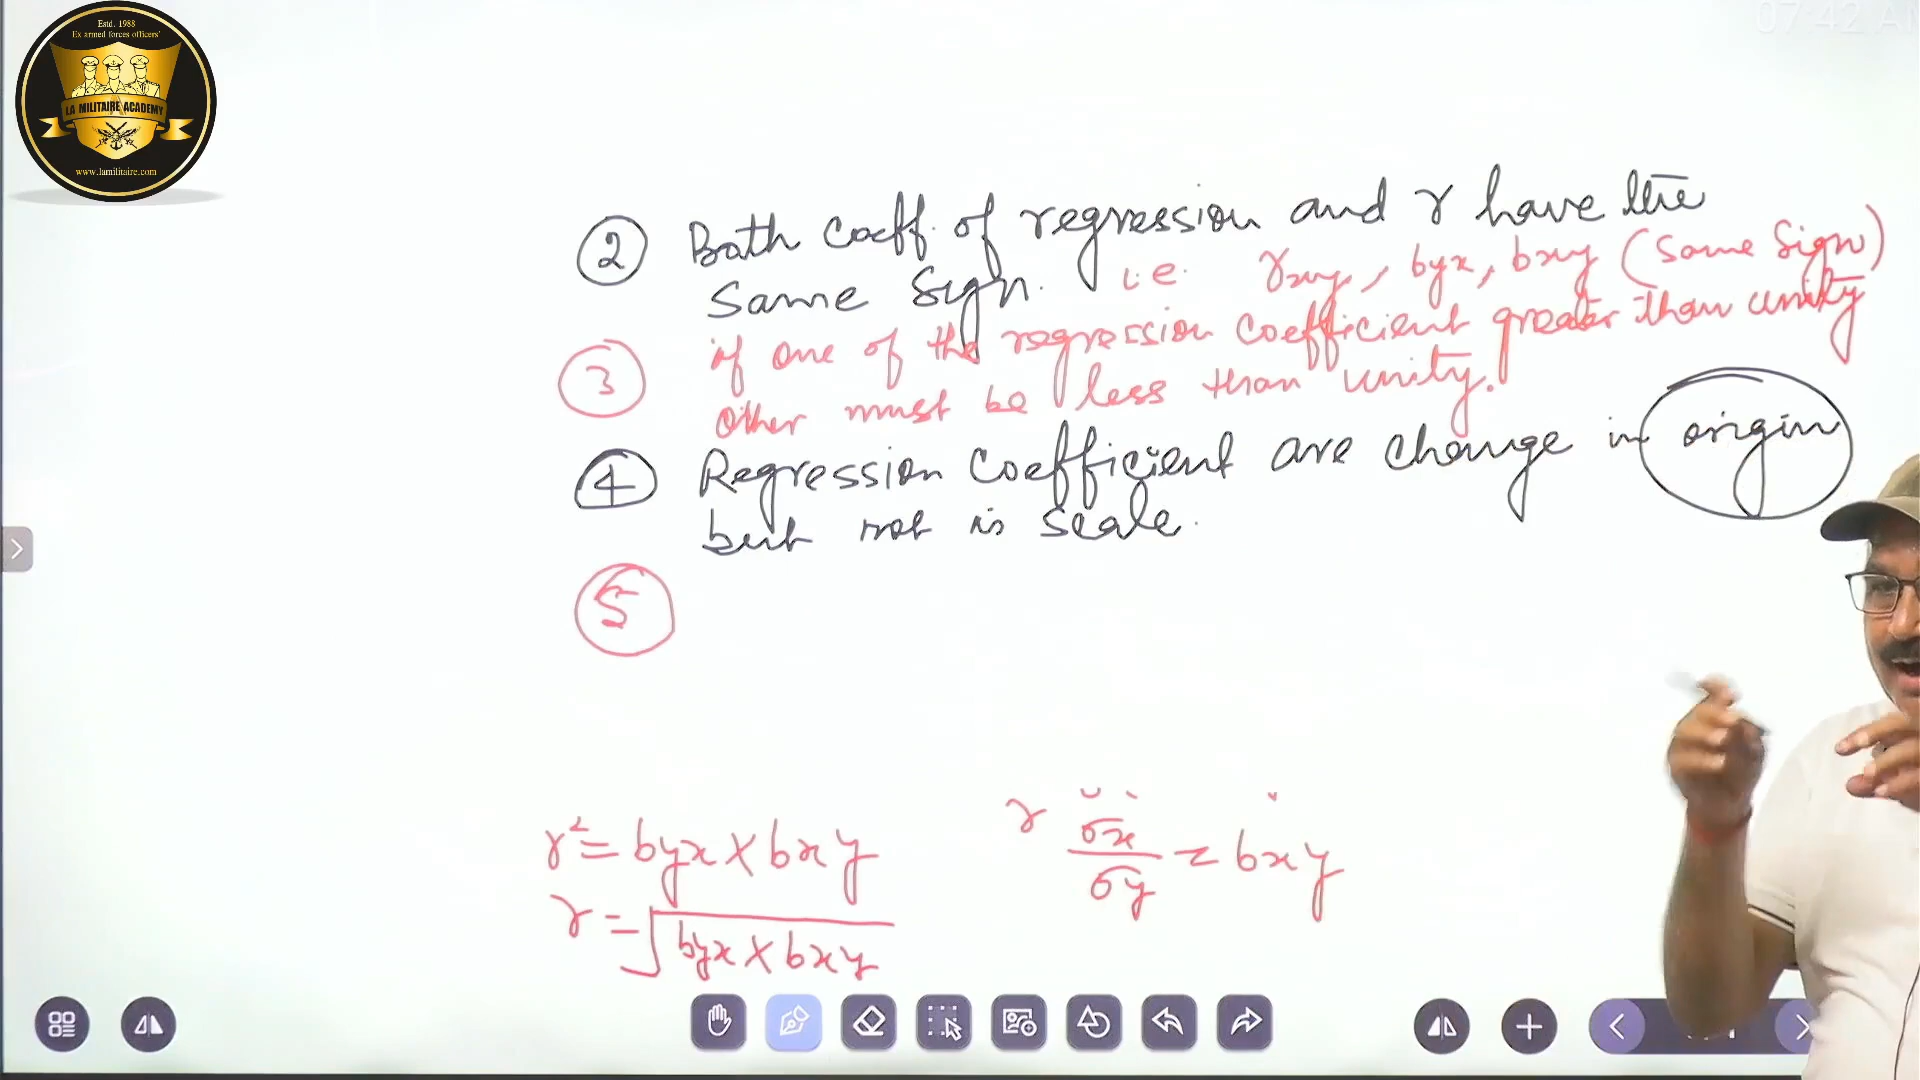 Estd. 1988
Ex armed forces officers'
LA MILITAIRE ACADEMY
www.lamilitaire.com
07:42 A
② Both Coeff. of regression and r have the
Same Sign. i.e. rxy, byx, bxy (Same Sign)
③ if one of the regression coefficient greater than unity
other must be less than unity.
④ Regression Coefficient are change in origin
but not is scale.
⑤
r² = byx × bxy
r = √byx × bxy
r σx/σy = bxy